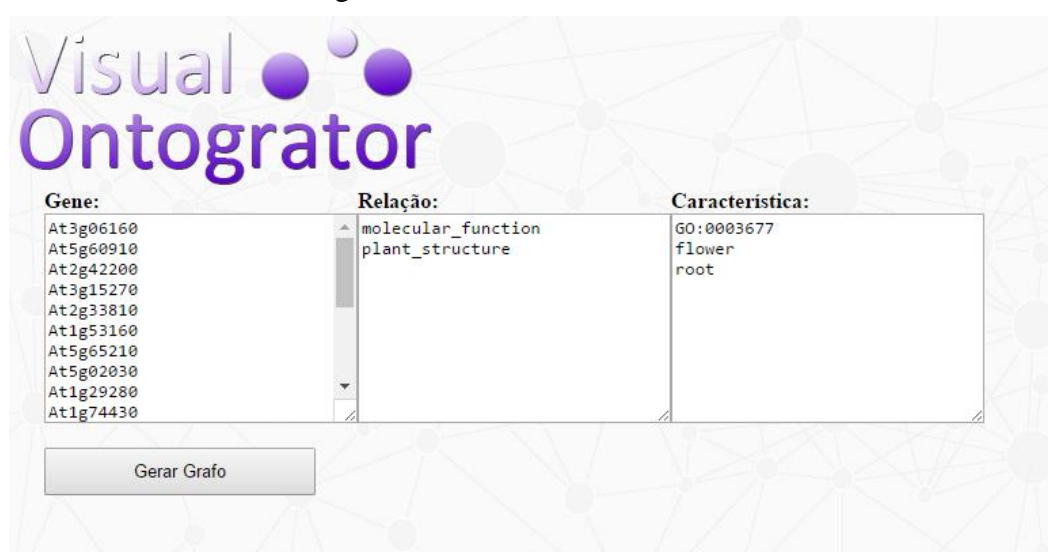 Visual
Ontogrator
Gene:
Relação:
Característica:
At3g06160
At5g60910
At2g42200
At3g15270
At2g33810
At1g53160
At5g65210
At5g02030
At1g29280
At1g74430
molecular_function
plant_structure
GO:0003677
flower
root
Gerar Grafo